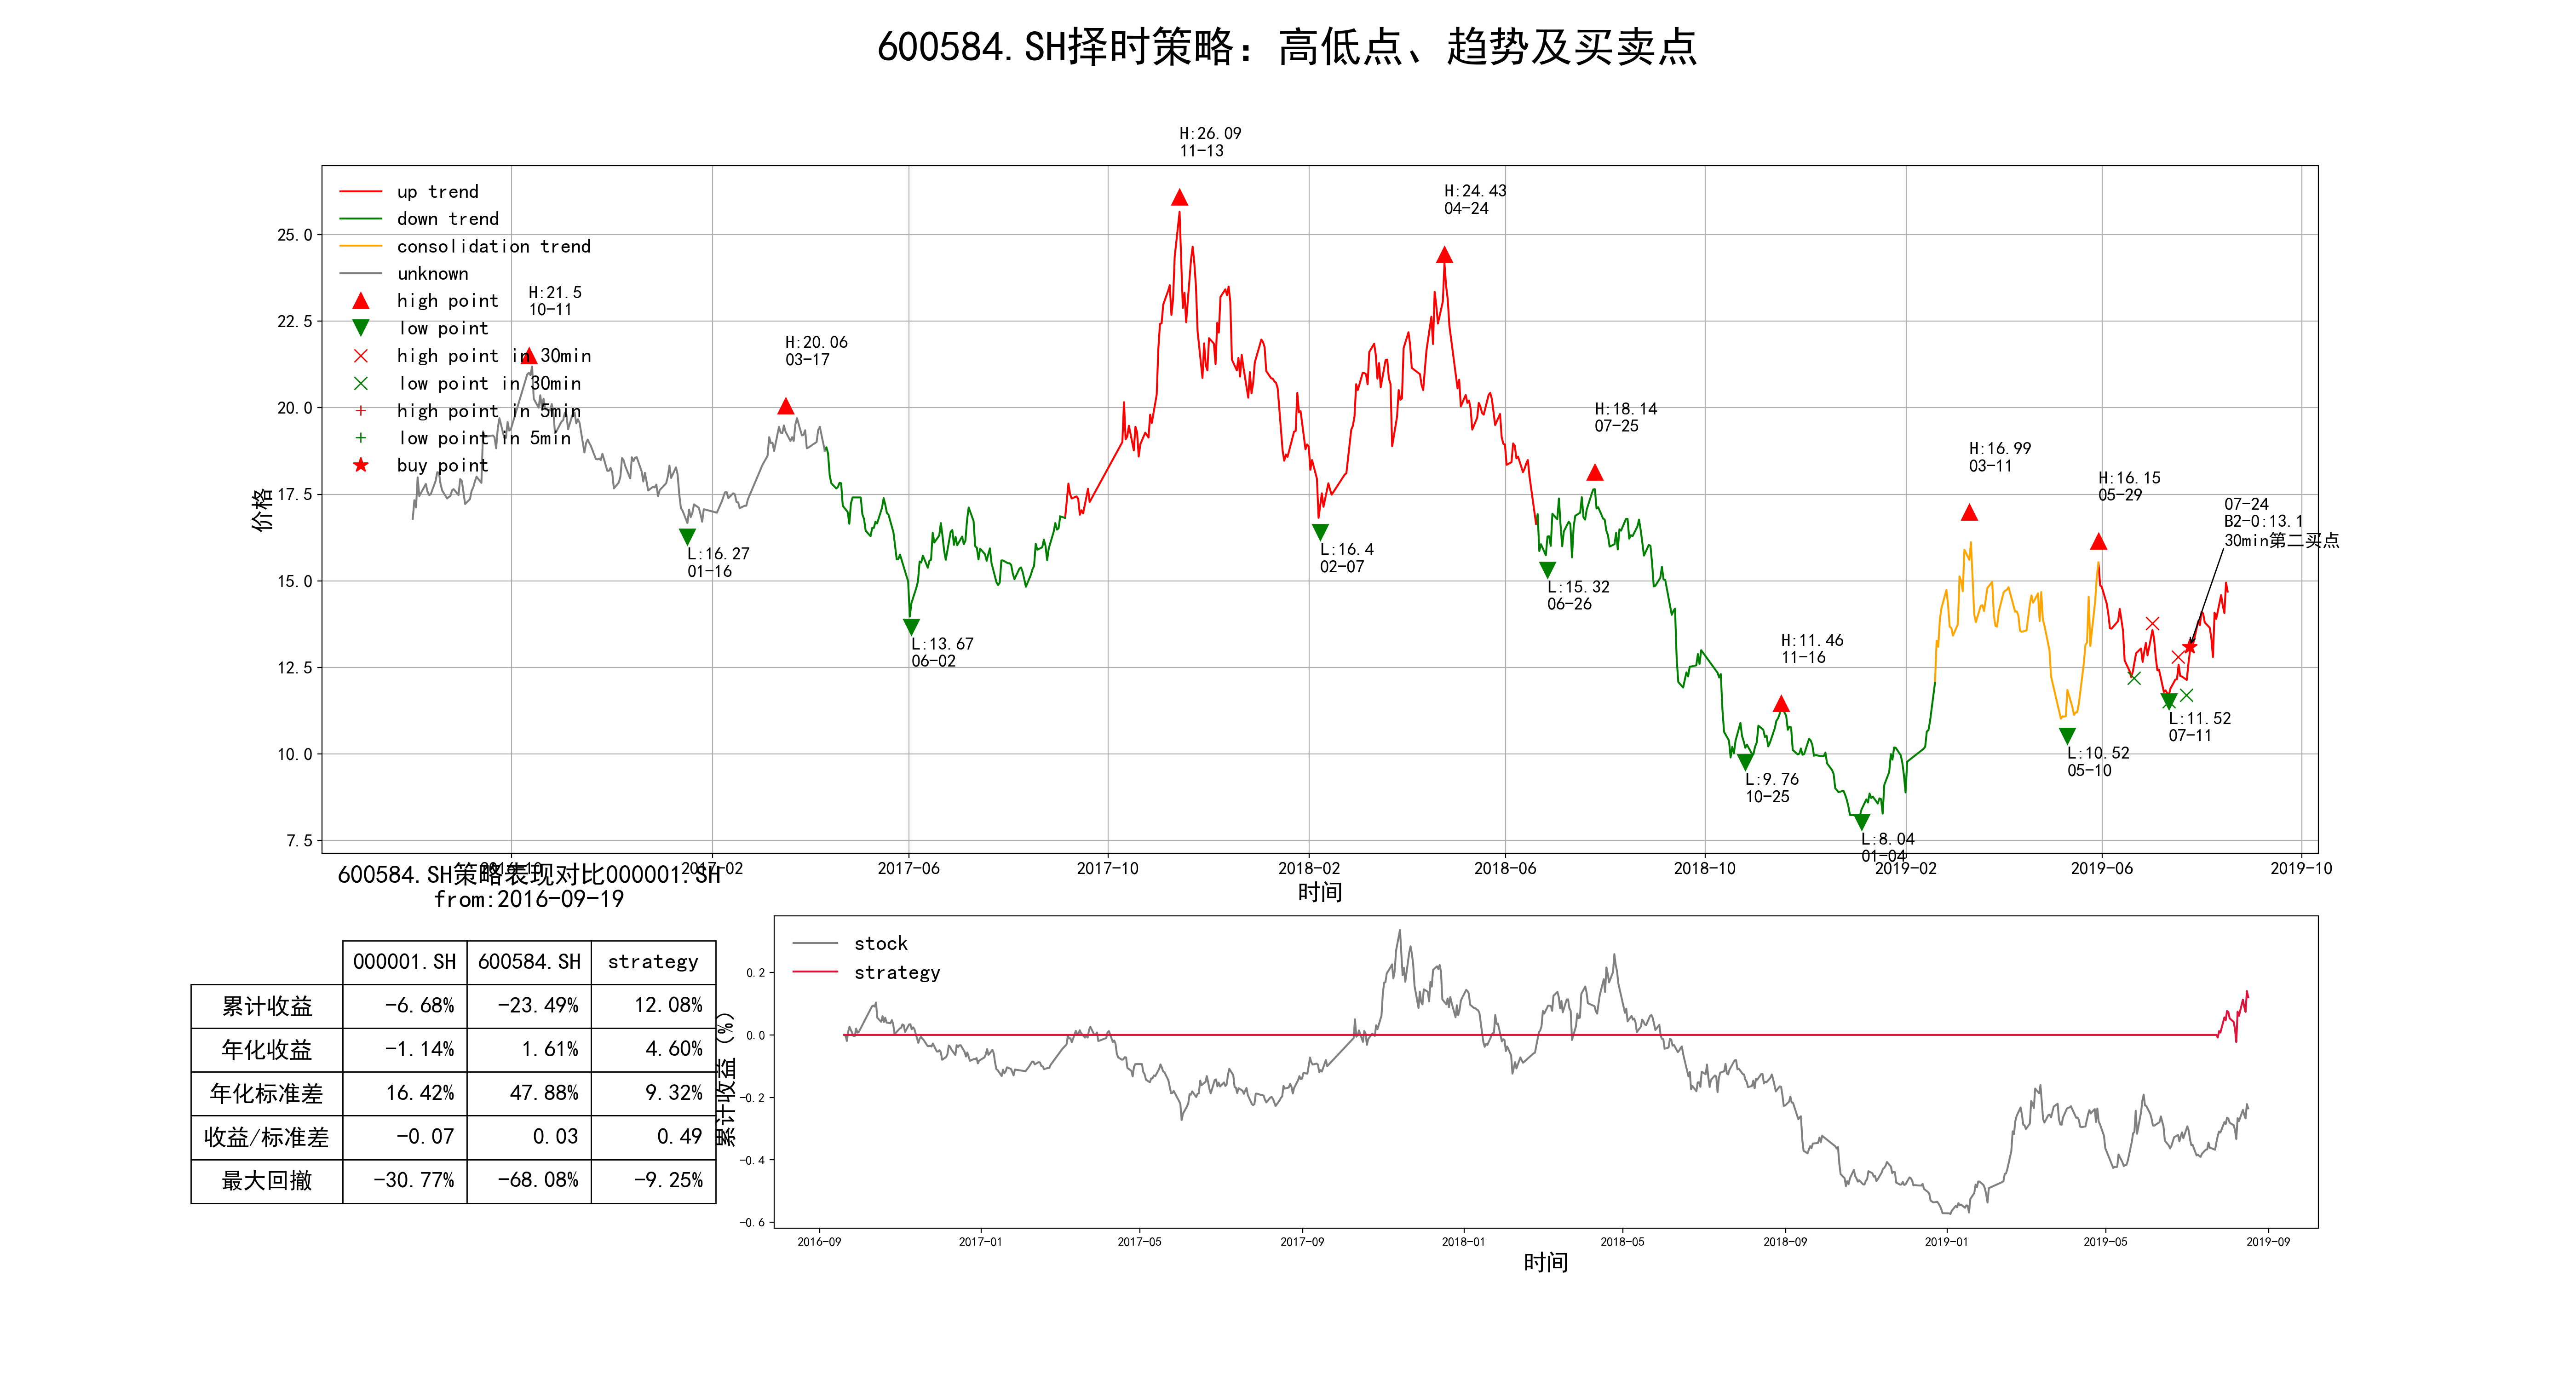 600584.SH择时策略：高低点、趋势及买卖点
H:26.09
11-13
H:24.43
04-24
up trend
down trend
consolidation trend
unknown
high point
low point
high point in 30min
low point in 30min
high point in 5min
low point in 5min
buy point
H:21.5
10-11
H:20.06
03-17
H:18.14
07-25
H:16.99
03-11
H:16.15
05-29
07-24
B2-0:13.1
30min第二买点
L:16.27
01-16
L:13.67
06-02
L:16.4
02-07
L:15.32
06-26
H:11.46
11-16
L:9.76
10-25
L:8.04
01-04
L:10.52
05-10
L:11.52
07-11
价格
25.0
22.5
20.0
17.5
15.0
12.5
10.0
7.5
2016-10
2017-02
2017-06
2017-10
2018-02
2018-06
2018-10
2019-02
2019-06
2019-10
时间
600584.SH策略表现对比000001.SH
from:2016-09-19
000001.SH 600584.SH strategy
累计收益 -6.68% -23.49% 12.08%
年化收益 -1.14% 1.61% 4.60%
年化标准差 16.42% 47.88% 9.32%
收益/标准差 -0.07 0.03 0.49
最大回撤 -30.77% -68.08% -9.25%
累计收益（%）
stock
strategy
0.2
0.0
-0.2
-0.4
-0.6
2016-09
2017-01
2017-05
2017-09
2018-01
2018-05
2018-09
2019-01
2019-05
2019-09
时间